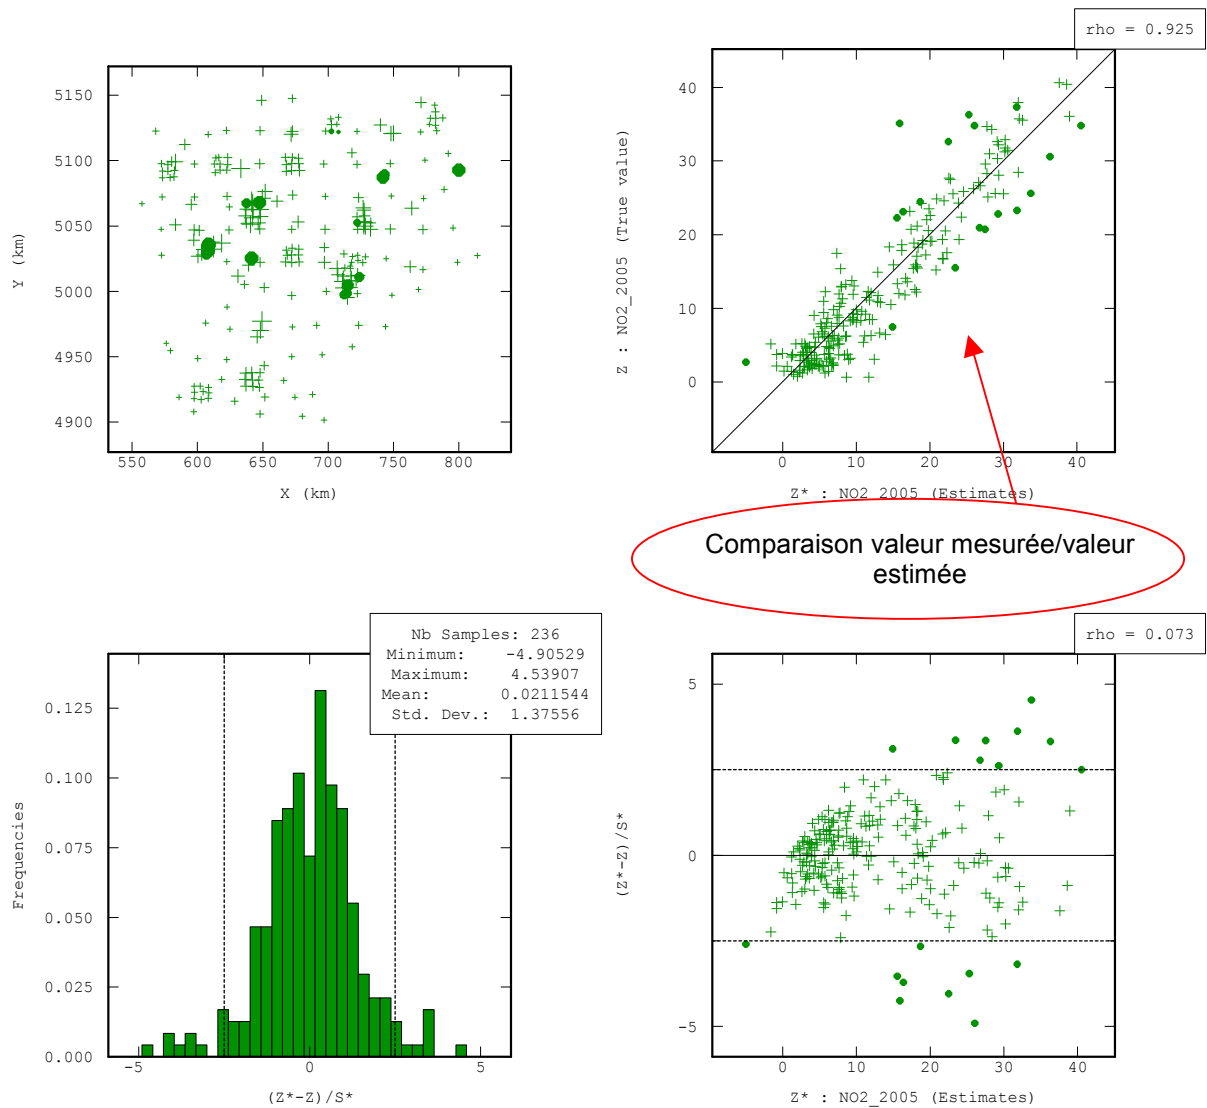 5150
5100
5050
5000
4950
4900
Y (km)
550 600 650 700 750 800
X (km)
rho = 0.925
40
30
20
10
0
Z : NO2_2005 (True value)
0 10 20 30 40
Z* : NO2_2005 (Estimates)
Comparaison valeur mesurée/valeur
estimée
Nb Samples: 236
Minimum: -4.90529
Maximum: 4.53907
Mean: 0.0211544
Std. Dev.: 1.37556
0.125
0.100
0.075
0.050
0.025
0.000
Frequencies
-5 0 5
(Z*-Z)/S*
rho = 0.073
5
0
-5
(Z*-Z)/S*
0 10 20 30 40
Z* : NO2_2005 (Estimates)